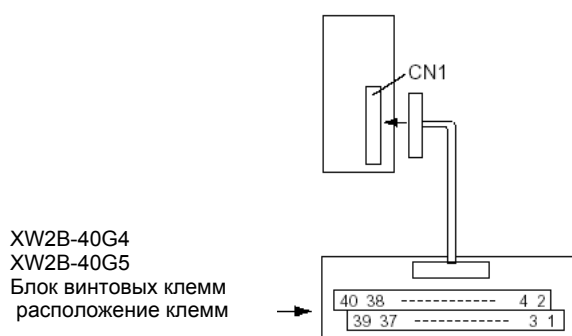 CN1
XW2B-40G4
XW2B-40G5
Блок винтовых клемм
расположение клемм
40 38 ------------ 4 2
39 37 ------------ 3 1